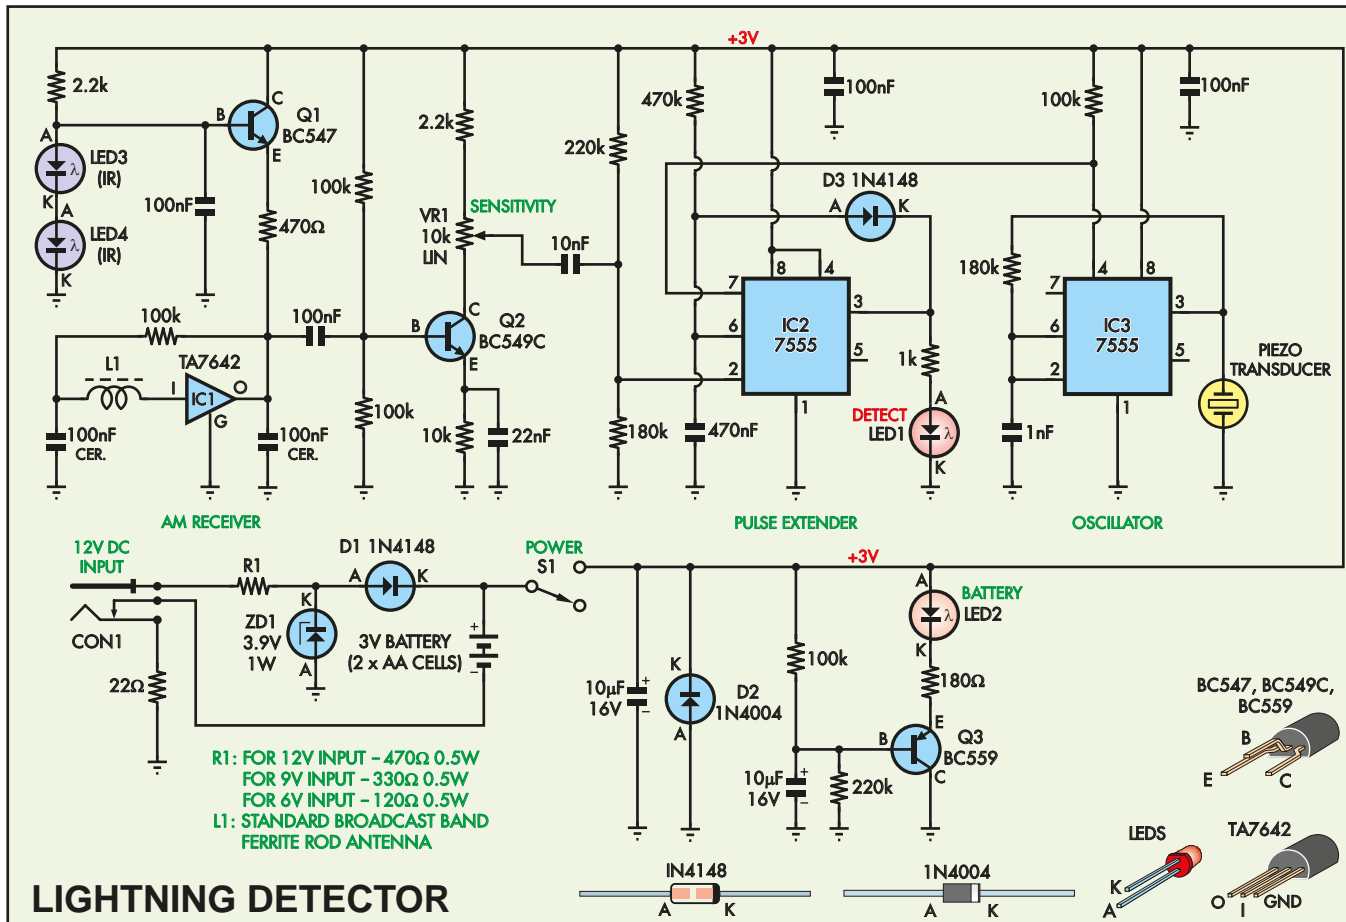 +3V
2.2k
B
C
Q1
BC547
E
A
LED3
(IR)
K
A
LED4
(IR)
K
100nF
470Ω
100k
2.2k
VR1
10k
LIN
SENSITIVITY
10nF
220k
470k
100nF
D3 1N4148
A
K
100k
100nF
180k
7
8
4
6
2
3
5
1
IC2
7555
7
4
8
6
2
3
5
1
IC3
7555
1k
PIEZO
TRANSDUCER
100k
L1
TA7642
I
O
IC1
G
100nF
CER.
100nF
CER.
100nF
B
C
Q2
BC549C
E
100k
10k
22nF
180k
470nF
DETECT
LED1
A
K
1nF
AM RECEIVER
PULSE EXTENDER
OSCILLATOR
12V DC
INPUT
CON1
22Ω
R1
D1 1N4148
A
K
K
ZD1
3.9V
1W
A
3V BATTERY
(2 x AA CELLS)
+
–
POWER
S1
+3V
10µF
16V
+
–
K
D2
1N4004
A
100k
10µF
16V
+
–
220k
A
BATTERY
LED2
K
180Ω
E
B
Q3
BC559
C
R1: FOR 12V INPUT – 470Ω 0.5W
FOR 9V INPUT – 330Ω 0.5W
FOR 6V INPUT – 120Ω 0.5W
L1: STANDARD BROADCAST BAND
FERRITE ROD ANTENNA
BC547, BC549C,
BC559
B
E
C
LEDS
K
A
TA7642
O
I
GND
LIGHTNING DETECTOR
IN4148
A
K
1N4004
A
K